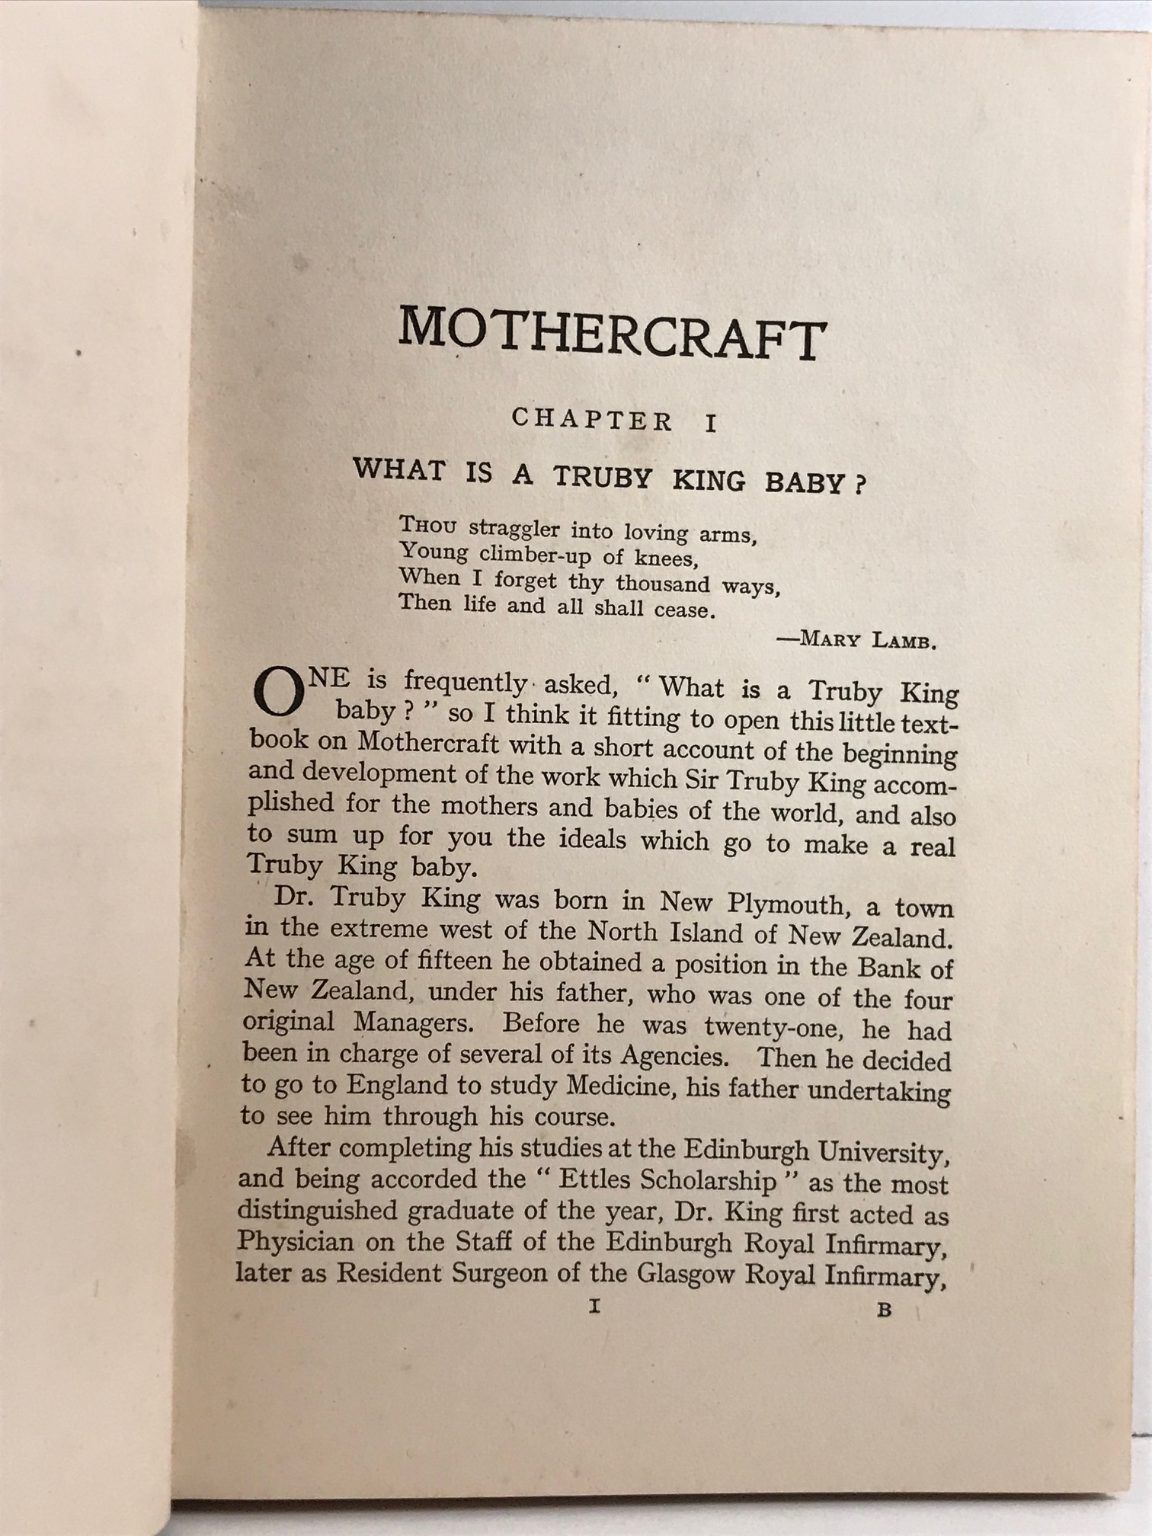 MOTHERCRAFT
CHAPTER I
WHAT IS A TRUBY KING BABY?
THOU straggler into loving arms,
Young climber-up of knees,
When I forget thy thousand ways,
Then life and all shall cease.
—MARY LAMB.
ONE is frequently asked, “ What is a Truby King
baby ? ” so I think it fitting to open this little text-
book on Mothercraft with a short account of the beginning
and development of the work which Sir Truby King accom-
plished for the mothers and babies of the world, and also
to sum up for you the ideals which go to make a real
Truby King baby.
Dr. Truby King was born in New Plymouth, a town
in the extreme west of the North Island of New Zealand.
At the age of fifteen he obtained a position in the Bank of
New Zealand, under his father, who was one of the four
original Managers. Before he was twenty-one, he had
been in charge of several of its Agencies. Then he decided
to go to England to study Medicine, his father undertaking
to see him through his course.
After completing his studies at the Edinburgh University,
and being accorded the “ Ettles Scholarship ” as the most
distinguished graduate of the year, Dr. King first acted as
Physician on the Staff of the Edinburgh Royal Infirmary,
later as Resident Surgeon of the Glasgow Royal Infirmary,
I B